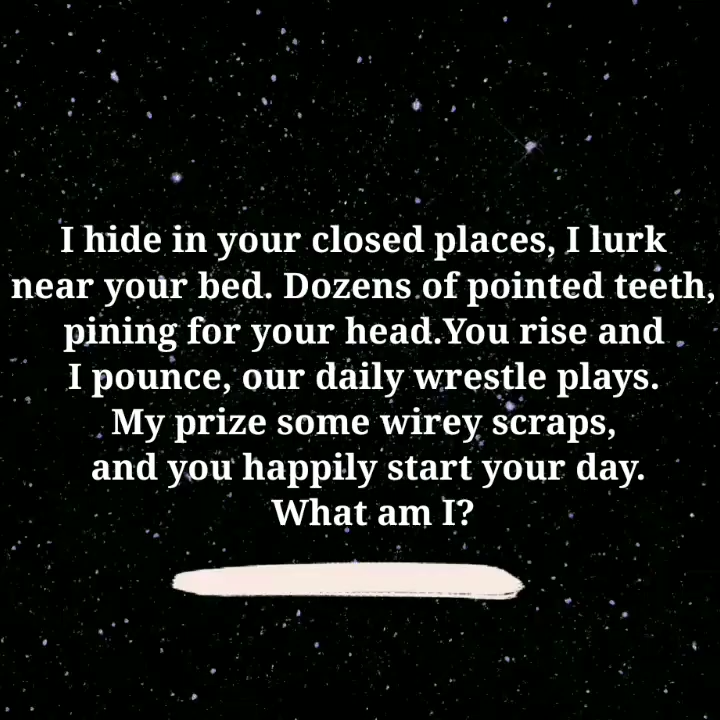 I hide in your closed places, I lurk
near your bed. Dozens of pointed teeth,
pining for your head.You rise and
I pounce, our daily wrestle plays.
My prize some wirey scraps,
and you happily start your day.
What am I?